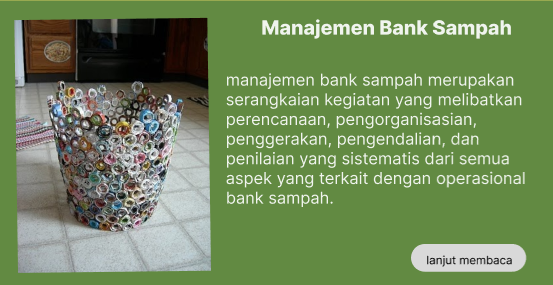 Manajemen Bank Sampah
manajemen bank sampah merupakan
serangkaian kegiatan yang melibatkan
perencanaan, pengorganisasian,
penggerakan, pengendalian, dan
penilaian yang sistematis dari semua
aspek yang terkait dengan operasional
bank sampah.
lanjut membaca